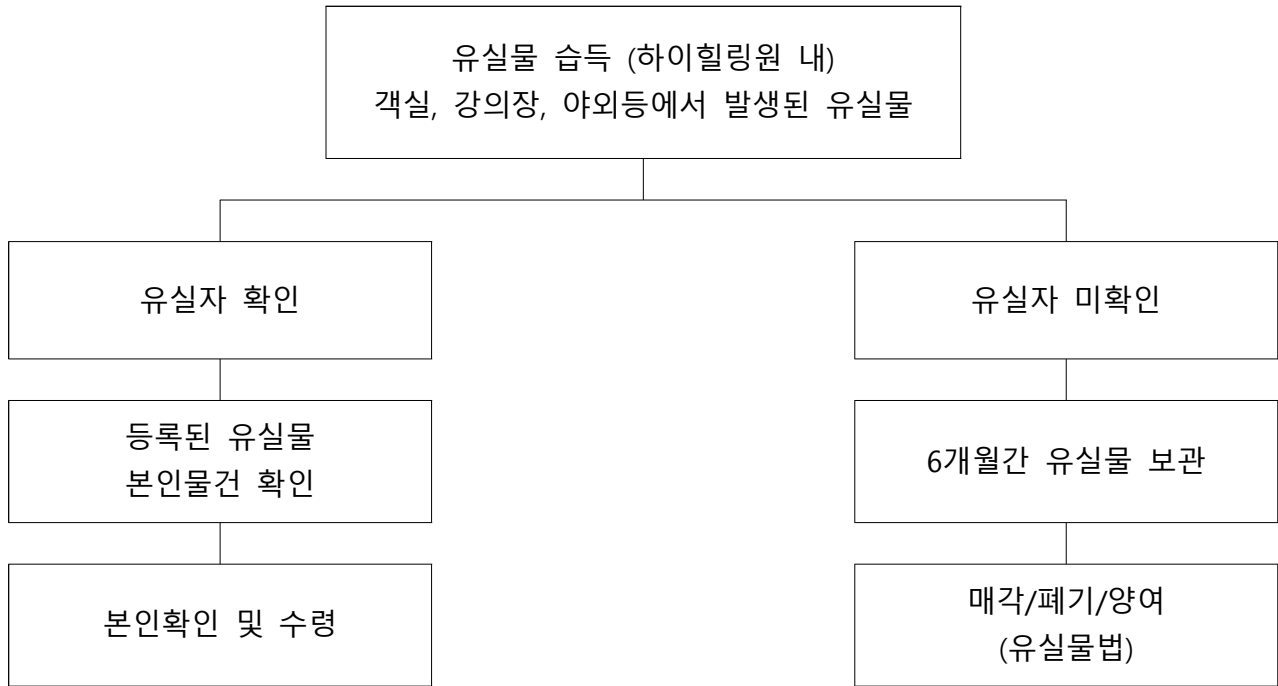 유실물 습득 (하이힐링원 내)
객실, 강의장, 야외등에서 발생된 유실물
유실자 확인
등록된 유실물
본인물건 확인
본인확인 및 수령
유실자 미확인
6개월간 유실물 보관
매각/폐기/양여
(유실물법)